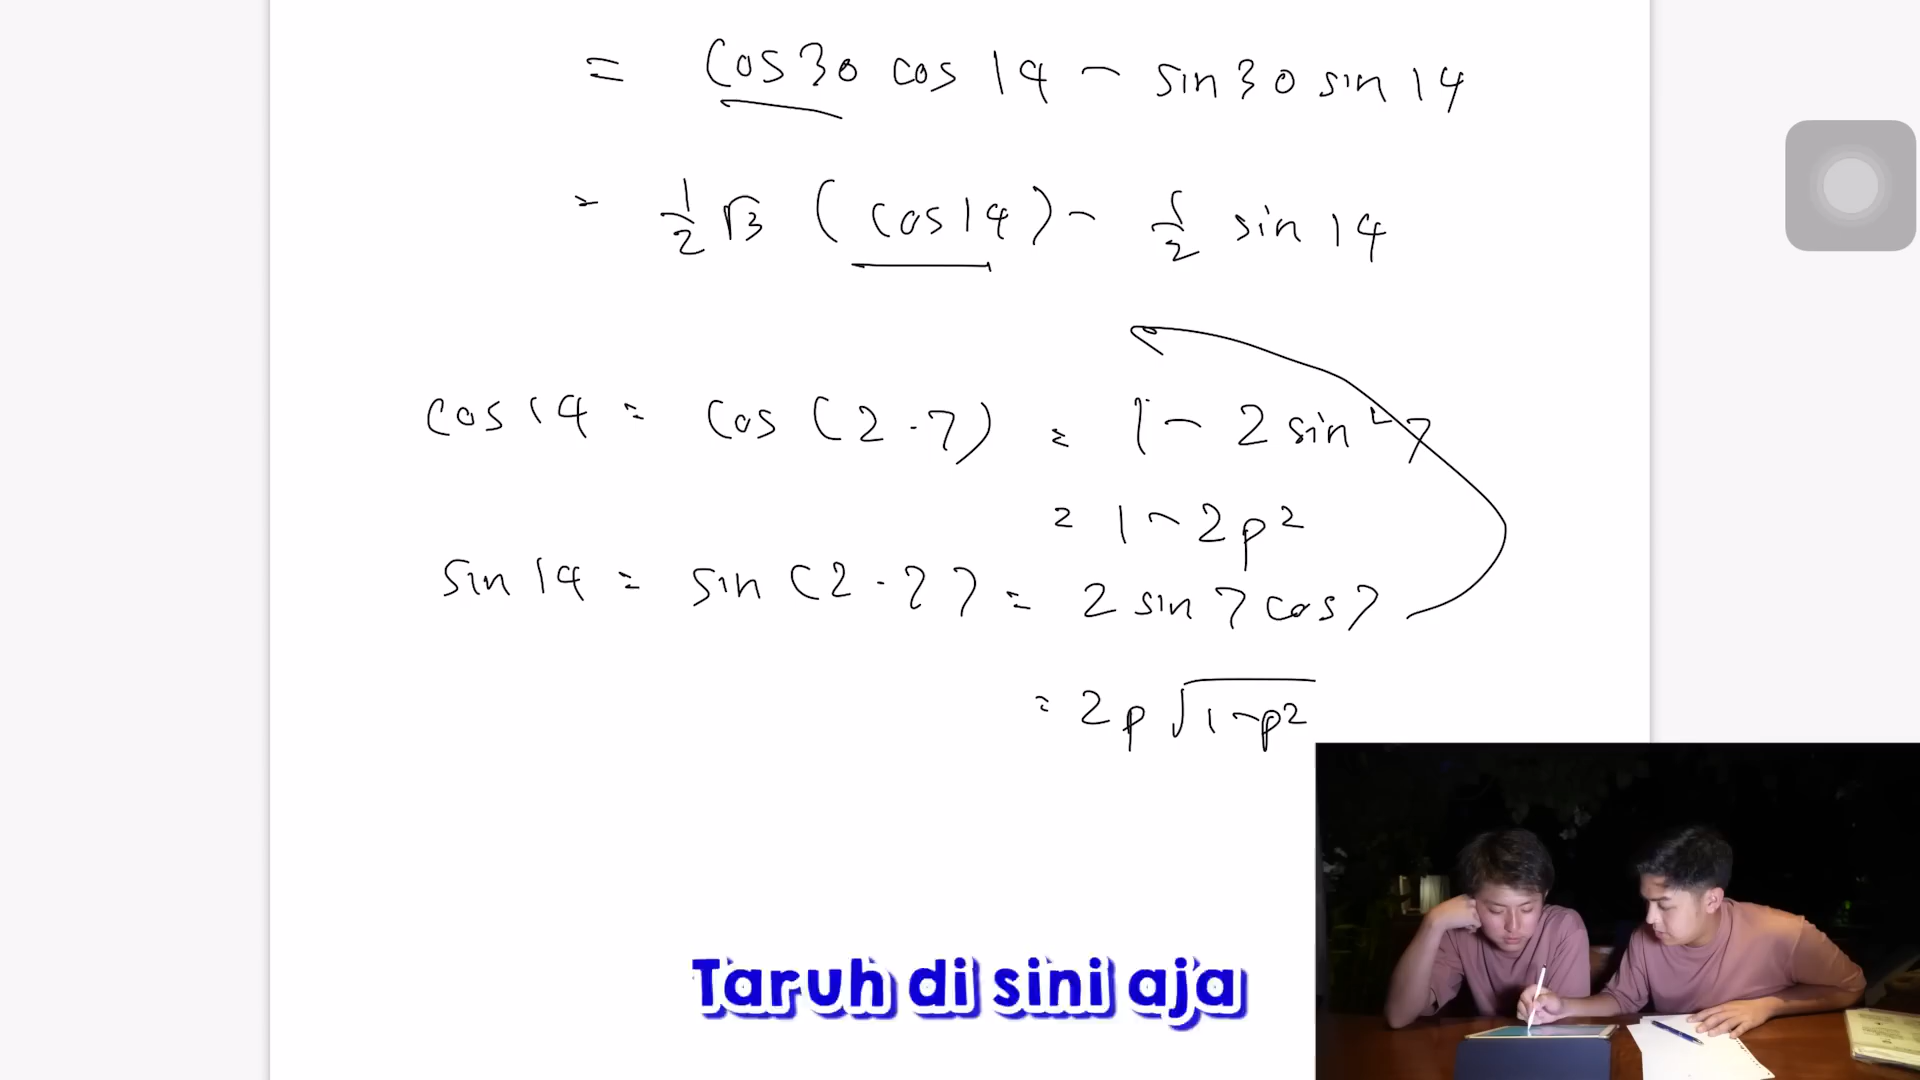 = cos 30 cos 14 - sin 30 sin 14
= 1/2 √3 (cos 14) - 1/2 sin 14
cos 14 = cos (2 · 7) = 1 - 2 sin² 7
= 1 - 2p²
sin 14 = sin (2 · 7) = 2 sin 7 cos 7
= 2p √1-p²
Taruh di sini aja